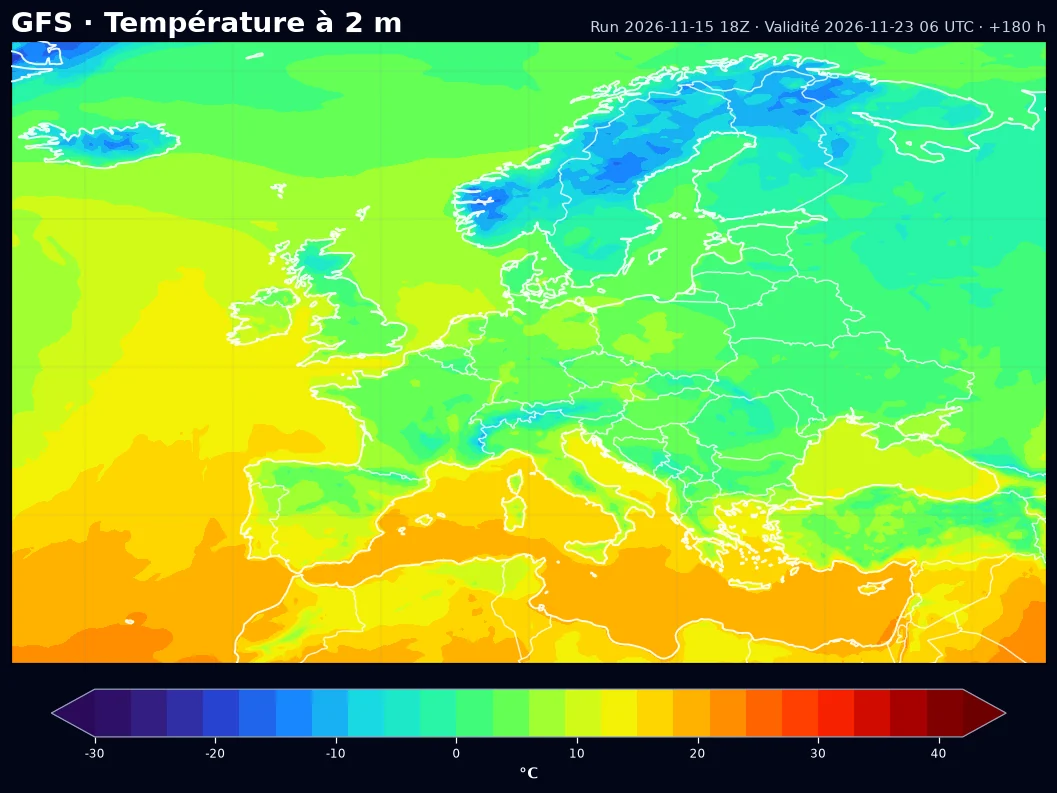 GFS · Température à 2 m
Run 2026-11-15 18Z · Validité 2026-11-23 06 UTC · +180 h
-30 -20 -10 0 10 20 30 40
°C